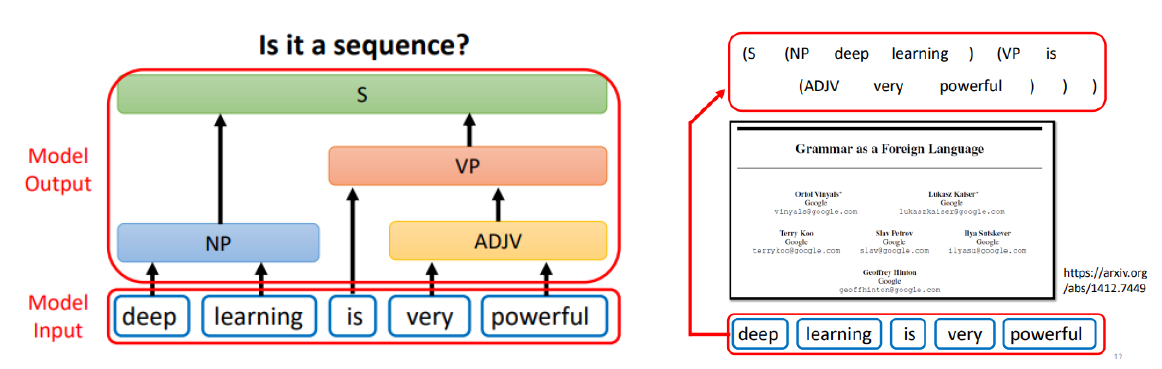 Is it a sequence?
S
Model
Output
VP
NP
ADJV
Model
Input
deep learning is very powerful
(S (NP deep learning ) (VP is
(ADJV very powerful ) ) )
Grammar as a Foreign Language
Oriol Vinyals*
Google
vinyals@google.com
Lukasz Kaiser*
Google
lukaszkaiser@google.com
Terry Koo
Google
terrykoo@google.com
Slav Petrov
Google
slav@google.com
Ilya Sutskever
Google
ilyasu@google.com
Geoffrey Hinton
Google
geoffhinton@google.com
https://arxiv.org
/abs/1412.7449
deep learning is very powerful
11